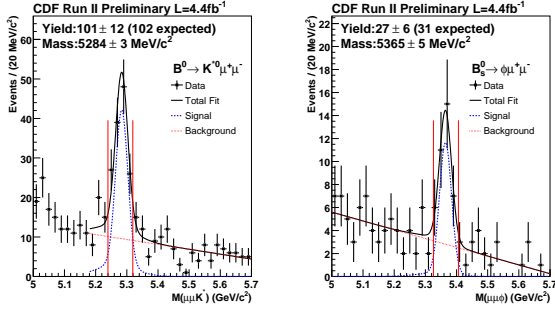 CDF Run II Preliminary L=4.4fb⁻¹
Yield:101± 12 (102 expected)
Mass:5284 ± 3 MeV/c²
B⁰→ K*⁰μ⁺μ⁻
Data
Total Fit
Signal
Background
Events / (20 MeV/c²)
60
50
40
30
20
10
0
5 5.1 5.2 5.3 5.4 5.5 5.6 5.7
M(μμK) (GeV/c²)
CDF Run II Preliminary L=4.4fb⁻¹
Yield:27 ± 6 (31 expected)
Mass:5365 ± 5 MeV/c²
B⁰ₛ→ φμ⁺μ⁻
Data
Total Fit
Signal
Background
Events / (20 MeV/c²)
22
20
18
16
14
12
10
8
6
4
2
0
5 5.1 5.2 5.3 5.4 5.5 5.6 5.7
M(μμφ) (GeV/c²)